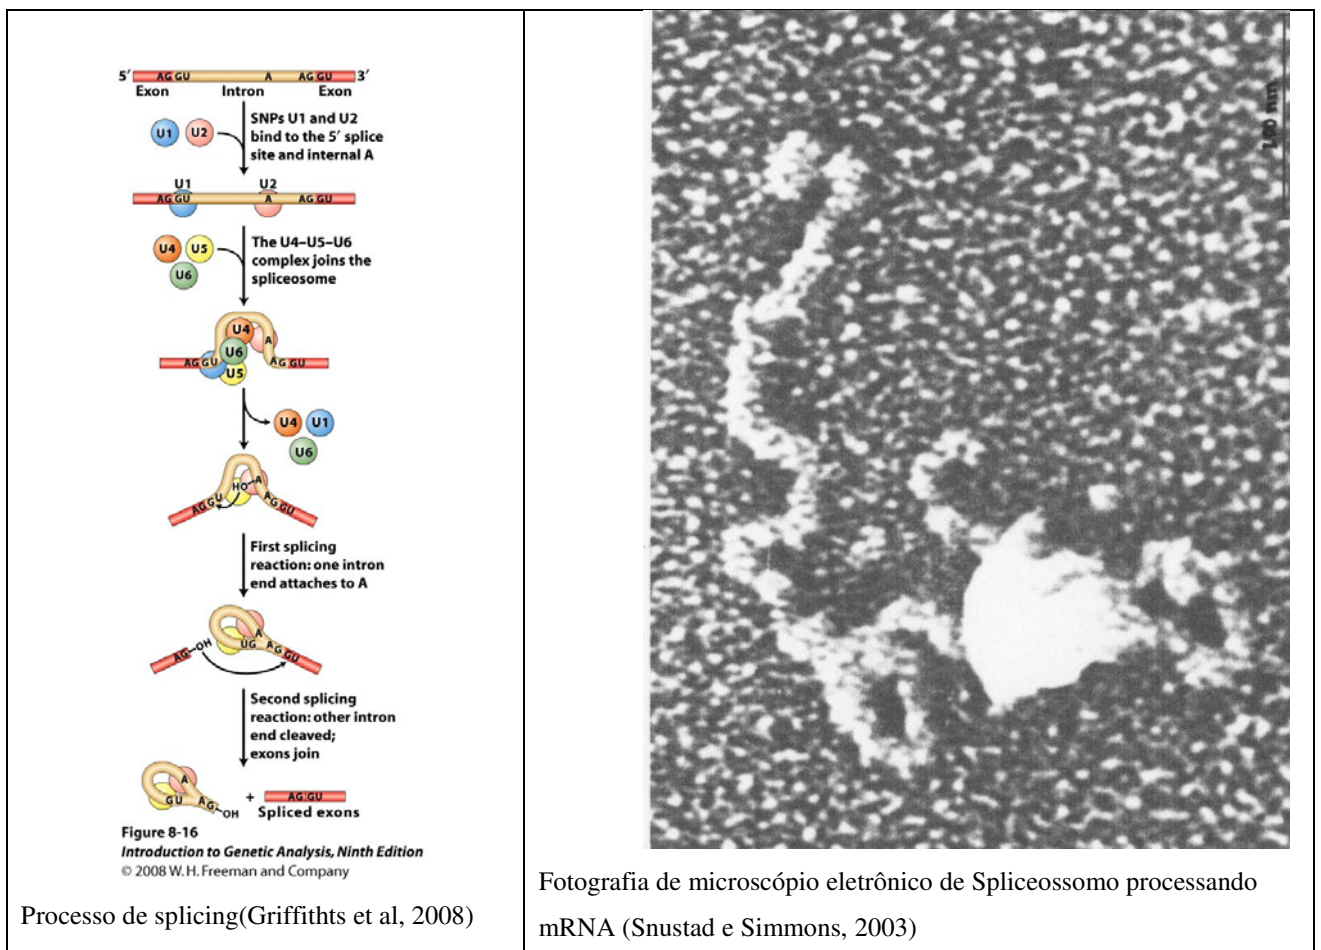 5′ AG GU A AG GU 3′
Exon Intron Exon
U1 U2
SNPs U1 and U2
bind to the 5′ splice
site and internal A
U1 U2
AG GU A AG GU
U4 U5
U6
The U4–U5–U6
complex joins the
spliceosome
U4
A
U6
AG GU AG GU
U5
U4 U1
U6
HO A
AG GU AG GU
First splicing
reaction: one intron
end attaches to A
A
AG–OH UG AG GU
Second splicing
reaction: other intron
end cleaved;
exons join
A
GU AG–OH + AG GU
Spliced exons
Figure 8-16
Introduction to Genetic Analysis, Ninth Edition
© 2008 W. H. Freeman and Company
Processo de splicing(Griffithts et al, 2008)
100 nm
Fotografia de microscópio eletrônico de Spliceossomo processando
mRNA (Snustad e Simmons, 2003)